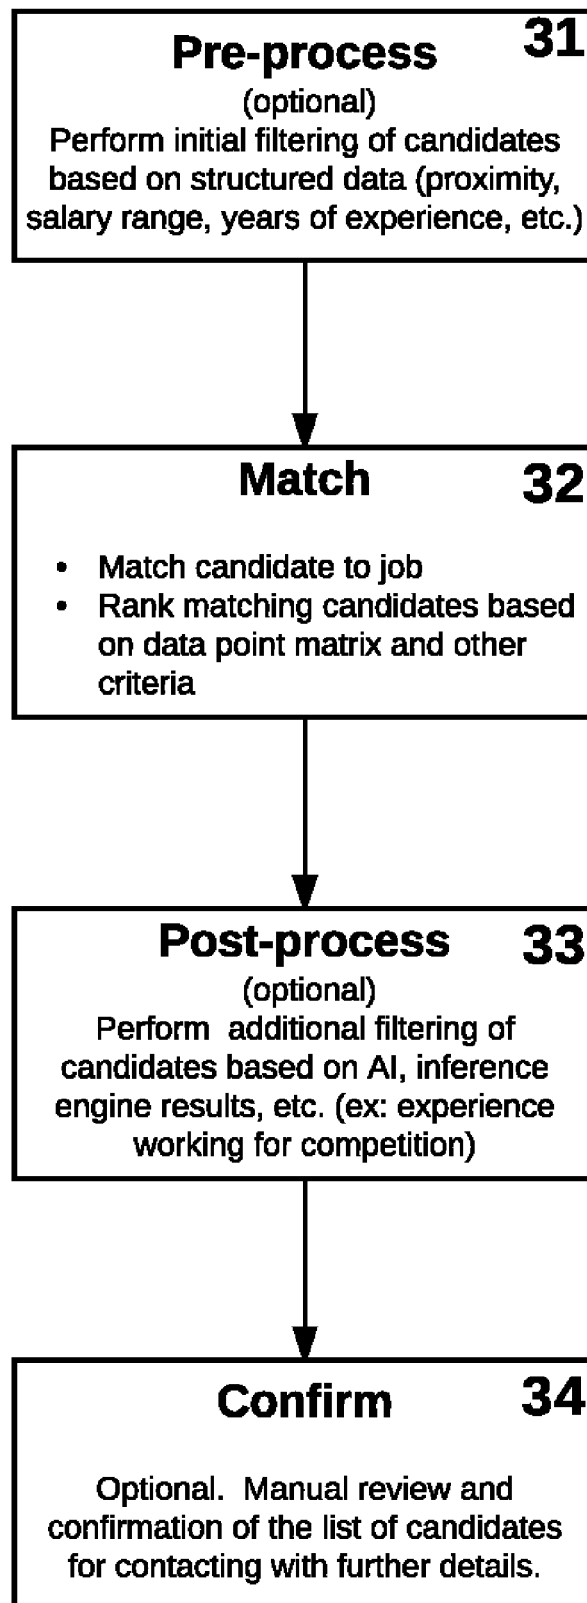 Pre-process 31
(optional)
Perform initial filtering of candidates
based on structured data (proximity,
salary range, years of experience, etc.)
Match 32
• Match candidate to job
• Rank matching candidates based
on data point matrix and other
criteria
Post-process 33
(optional)
Perform  additional filtering of
candidates based on AI, inference
engine results, etc. (ex: experience
working for competition)
Confirm 34
Optional.  Manual review and
confirmation of the list of candidates
for contacting with further details.